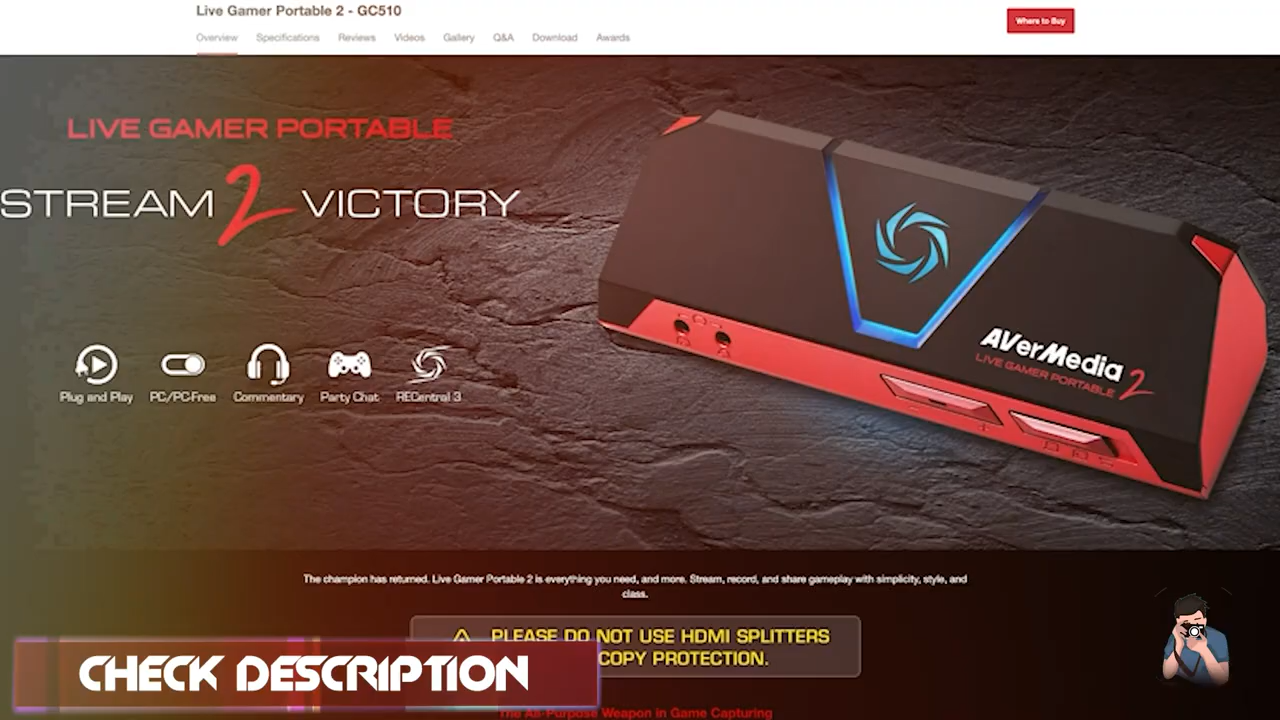 Live Gamer Portable 2 - GC510
Where to Buy
Overview Specifications Reviews Videos Gallery Q&A Download Awards
LIVE GAMER PORTABLE
STREAM 2 VICTORY
Plug and Play PC/PC-Free Commentary Party Chat RECentral 3
AVerMedia
LIVE GAMER PORTABLE 2
The champion has returned. Live Gamer Portable 2 is everything you need, and more. Stream, record, and share gameplay with simplicity, style, and
class.
PLEASE DO NOT USE HDMI SPLITTERS
COPY PROTECTION.
CHECK DESCRIPTION
The All-Purpose Weapon in Game Capturing